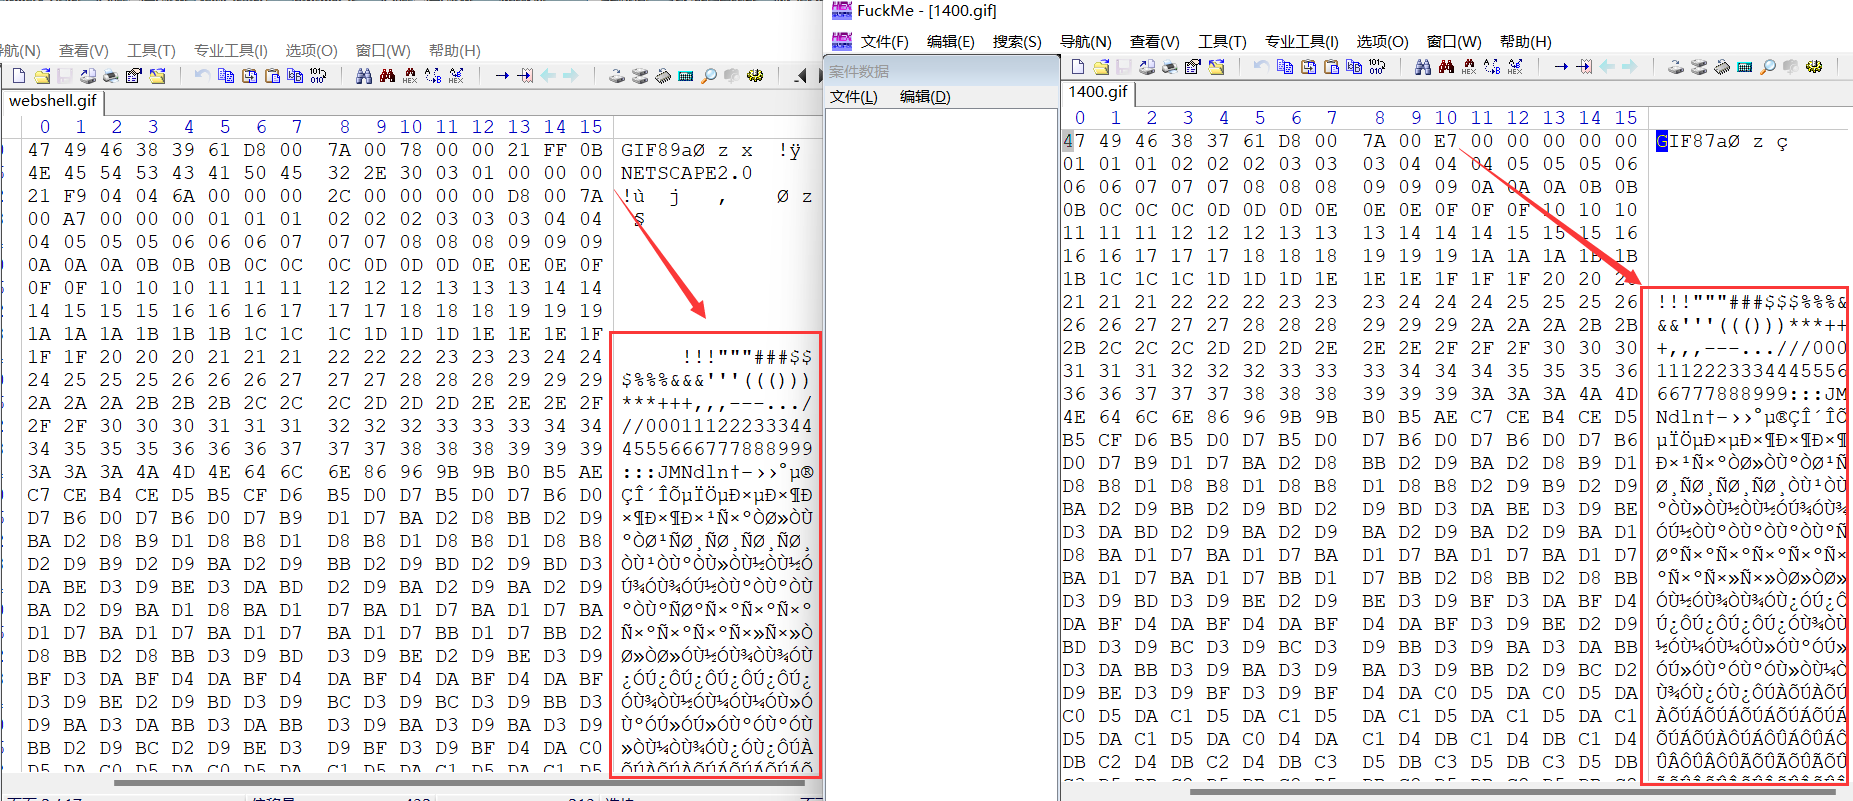 FuckMe - [1400.gif]
航(N) 查看(V) 工具(T) 专业工具(I) 选项(O) 窗口(W) 帮助(H)
文件(F) 编辑(E) 搜索(S) 导航(N) 查看(V) 工具(T) 专业工具(I) 选项(O) 窗口(W) 帮助(H)
webshell.gif
0 1 2 3 4 5 6 7 8 9 10 11 12 13 14 15
47 49 46 38 39 61 D8 00 7A 00 78 00 00 21 FF 0B GIF89aØ z x !ÿ
4E 45 54 53 43 41 50 45 32 2E 30 03 01 00 00 00 NETSCAPE2.0
21 F9 04 04 6A 00 00 00 2C 00 00 00 00 D8 00 7A !ù j , Ø z
00 A7 00 00 00 01 01 01 02 02 02 03 03 03 04 04 §
04 05 05 05 06 06 06 07 07 07 08 08 08 09 09 09
0A 0A 0A 0B 0B 0B 0C 0C 0C 0D 0D 0D 0E 0E 0E 0F
0F 0F 10 10 10 11 11 11 12 12 12 13 13 13 14 14
14 15 15 15 16 16 16 17 17 17 18 18 18 19 19 19
1A 1A 1A 1B 1B 1B 1C 1C 1C 1D 1D 1D 1E 1E 1E 1F
1F 1F 20 20 20 21 21 21 22 22 22 23 23 23 24 24 !!!"""###$$
24 25 25 25 26 26 26 27 27 27 28 28 28 29 29 29 $%%%&&&'''((()))
2A 2A 2A 2B 2B 2B 2C 2C 2C 2D 2D 2D 2E 2E 2E 2F ***+++,,,---.../
2F 2F 30 30 30 31 31 31 32 32 32 33 33 33 34 34 //00011122233344
34 35 35 35 36 36 36 37 37 37 38 38 38 39 39 39 4555666777888999
3A 3A 3A 4A 4D 4E 64 6C 6E 86 96 9B 9B B0 B5 AE :::JMNdln†–››°µ®
C7 CE B4 CE D5 B5 CF D6 B5 D0 D7 B5 D0 D7 B6 D0 ÇÎ´ÎÕµÏÖµÐ×µÐ×¶Ð
D7 B6 D0 D7 B6 D0 D7 B9 D1 D7 BA D2 D8 BB D2 D9 ×¶Ð×¶Ð×¹Ñ×ºÒØ»ÒÙ
BA D2 D8 B9 D1 D8 B8 D1 D8 B8 D1 D8 B8 D1 D8 B8 ºÒØ¹ÑØ¸ÑØ¸ÑØ¸ÑØ¸
D2 D9 B9 D2 D9 BA D2 D9 BB D2 D9 BD D2 D9 BD D3 ÒÙ¹ÒÙºÒÙ»ÒÙ½ÒÙ½Ó
DA BE D3 D9 BE D3 DA BD D2 D9 BA D2 D9 BA D2 D9 Ú¾ÓÙ¾ÓÚ½ÒÙºÒÙºÒÙ
BA D2 D9 BA D1 D8 BA D1 D7 BA D1 D7 BA D1 D7 BA ºÒÙºÑØºÑ×ºÑ×ºÑ×º
D1 D7 BA D1 D7 BA D1 D7 BA D1 D7 BB D1 D7 BB D2 Ñ×ºÑ×ºÑ×ºÑ×»Ñ×»Ò
D8 BB D2 D8 BB D3 D9 BD D3 D9 BE D2 D9 BE D3 D9 Ø»ÒØ»ÓÙ½ÓÙ¾ÒÙ¾ÓÙ
BF D3 DA BF D4 DA BF D4 DA BF D4 DA BF D4 DA BF ¿ÓÚ¿ÔÚ¿ÔÚ¿ÔÚ¿ÔÚ¿
D3 D9 BE D2 D9 BD D3 D9 BC D3 D9 BC D3 D9 BB D3 ÓÙ¾ÒÙ½ÓÙ¼ÓÙ¼ÓÙ»Ó
D9 BA D3 DA BB D3 DA BB D3 D9 BA D3 D9 BA D3 D9 ÙºÓÚ»ÓÚ»ÓÙºÓÙºÓÙ
BB D2 D9 BC D2 D9 BE D3 D9 BF D3 D9 BF D4 DA C0 »ÒÙ¼ÒÙ¾ÓÙ¿ÓÙ¿ÔÚÀ
D5 DA C0 D5 DA C0 D5 DA C1 D5 DA C1 D5 DA C1 D5
案件数据
文件(L) 编辑(D)
1400.gif
0 1 2 3 4 5 6 7 8 9 10 11 12 13 14 15
47 49 46 38 37 61 D8 00 7A 00 E7 00 00 00 00 00 GIF87aØ z ç
01 01 01 02 02 02 03 03 03 04 04 04 05 05 05 06
06 06 07 07 07 08 08 08 09 09 09 0A 0A 0A 0B 0B
0B 0C 0C 0C 0D 0D 0D 0E 0E 0E 0F 0F 0F 10 10 10
11 11 11 12 12 12 13 13 13 14 14 14 15 15 15 16
16 16 17 17 17 18 18 18 19 19 19 1A 1A 1A 1B 1B
1B 1C 1C 1C 1D 1D 1D 1E 1E 1E 1F 1F 1F 20 20 20
21 21 21 22 22 22 23 23 23 24 24 24 25 25 25 26 !!!"""###$$$%%%&
26 26 27 27 27 28 28 28 29 29 29 2A 2A 2A 2B 2B &&'''((()))***++
2B 2C 2C 2C 2D 2D 2D 2E 2E 2E 2F 2F 2F 30 30 30 +,,,---...///000
31 31 31 32 32 32 33 33 33 34 34 34 35 35 35 36 1112223334445556
36 36 37 37 37 38 38 38 39 39 39 3A 3A 3A 4A 4D 66777888999:::JM
4E 64 6C 6E 86 96 9B 9B B0 B5 AE C7 CE B4 CE D5 Ndln†–››°µ®ÇÎ´ÎÕ
B5 CF D6 B5 D0 D7 B5 D0 D7 B6 D0 D7 B6 D0 D7 B6 µÏÖµÐ×µÐ×¶Ð×¶Ð×¶
D0 D7 B9 D1 D7 BA D2 D8 BB D2 D9 BA D2 D8 B9 D1 Ð×¹Ñ×ºÒØ»ÒÙºÒØ¹Ñ
D8 B8 D1 D8 B8 D1 D8 B8 D1 D8 B8 D2 D9 B9 D2 D9 Ø¸ÑØ¸ÑØ¸ÑØ¸ÒÙ¹ÒÙ
BA D2 D9 BB D2 D9 BD D2 D9 BD D3 DA BE D3 D9 BE ºÒÙ»ÒÙ½ÒÙ½ÓÚ¾ÓÙ¾
D3 DA BD D2 D9 BA D2 D9 BA D2 D9 BA D2 D9 BA D1 ÓÚ½ÒÙºÒÙºÒÙºÒÙºÑ
D8 BA D1 D7 BA D1 D7 BA D1 D7 BA D1 D7 BA D1 D7 ØºÑ×ºÑ×ºÑ×ºÑ×ºÑ×
BA D1 D7 BA D1 D7 BB D1 D7 BB D2 D8 BB D2 D8 BB ºÑ×ºÑ×»Ñ×»ÒØ»ÒØ»
D3 D9 BD D3 D9 BE D2 D9 BE D3 D9 BF D3 DA BF D4 ÓÙ½ÓÙ¾ÒÙ¾ÓÙ¿ÓÚ¿Ô
DA BF D4 DA BF D4 DA BF D4 DA BF D3 D9 BE D2 D9 Ú¿ÔÚ¿ÔÚ¿ÔÚ¿ÓÙ¾ÒÙ
BD D3 D9 BC D3 D9 BC D3 D9 BB D3 D9 BA D3 DA BB ½ÓÙ¼ÓÙ¼ÓÙ»ÓÙºÓÚ»
D3 DA BB D3 D9 BA D3 D9 BA D3 D9 BB D2 D9 BC D2 ÓÚ»ÓÙºÓÙºÓÙ»ÒÙ¼Ò
D9 BE D3 D9 BF D3 D9 BF D4 DA C0 D5 DA C0 D5 DA Ù¾ÓÙ¿ÓÙ¿ÔÚÀÕÚÀÕÚ
C0 D5 DA C1 D5 DA C1 D5 DA C1 D5 DA C1 D5 DA C1 ÀÕÚÁÕÚÁÕÚÁÕÚÁÕÚÁ
D5 DA C1 D5 DA C0 D4 DA C1 D4 DB C1 D4 DB C1 D4 ÕÚÁÕÚÀÔÚÁÔÛÁÔÛÁÔ
DB C2 D4 DB C2 D4 DB C3 D5 DB C3 D5 DB C3 D5 DB ÛÂÔÛÂÔÛÃÕÛÃÕÛÃÕÛ